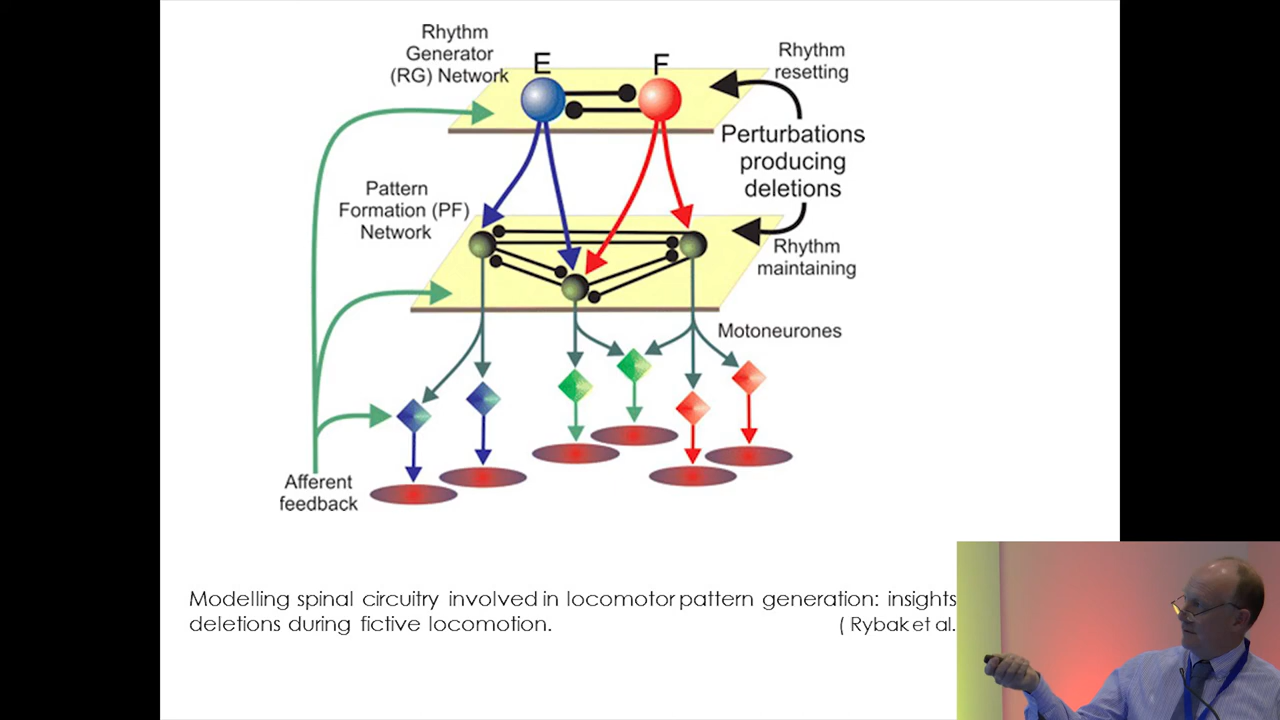 Rhythm
Generator
(RG) Network
E
F
Rhythm
resetting
Perturbations
producing
deletions
Pattern
Formation (PF)
Network
Rhythm
maintaining
Motoneurones
Afferent
feedback
Modelling spinal circuitry involved in locomotor pattern generation: insights
deletions during fictive locomotion. ( Rybak et al.